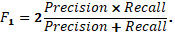 F₁ = 2 Precision × Recall / Precision + Recall.